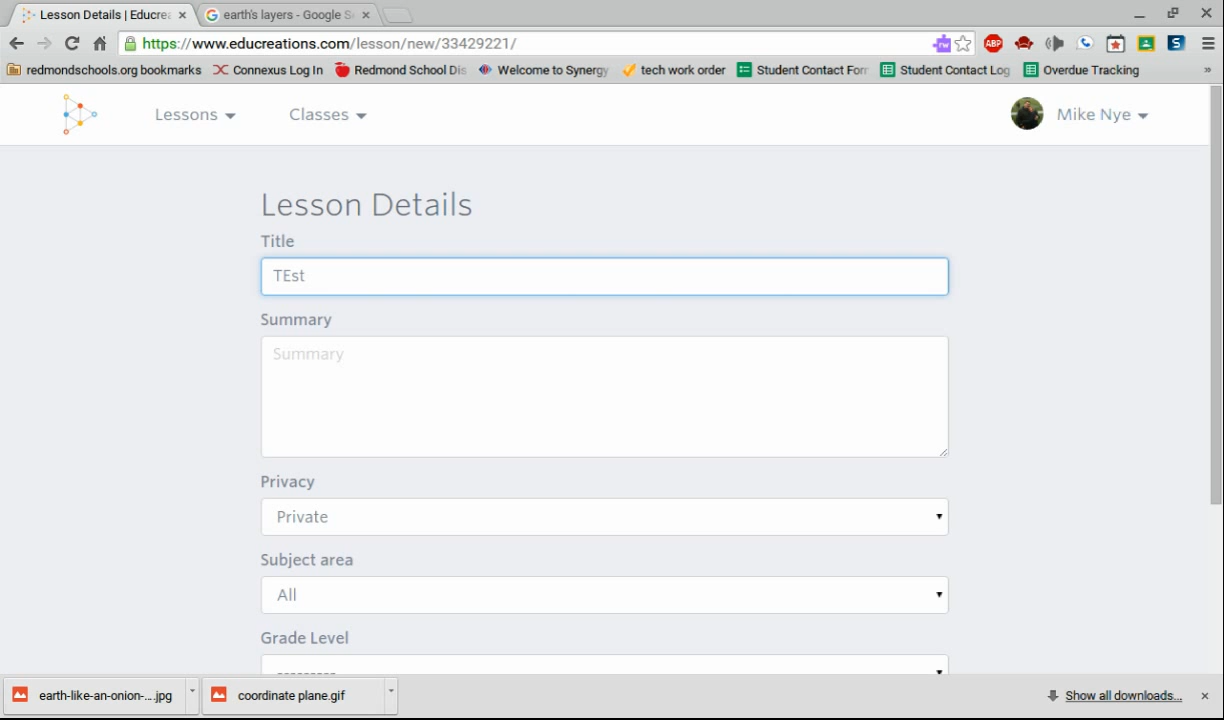 Lesson Details | Educrea
earth's layers - Google S
https://www.educreations.com/lesson/new/33429221/
redmondschools.org bookmarks Connexus Log In Redmond School Dis Welcome to Synergy tech work order Student Contact For Student Contact Log Overdue Tracking »
Lessons Classes Mike Nye
Lesson Details
Title
TEst
Summary
Summary
Privacy
Private
Subject area
All
Grade Level
---------
earth-like-an-onion-....jpg coordinate plane.gif Show all downloads...